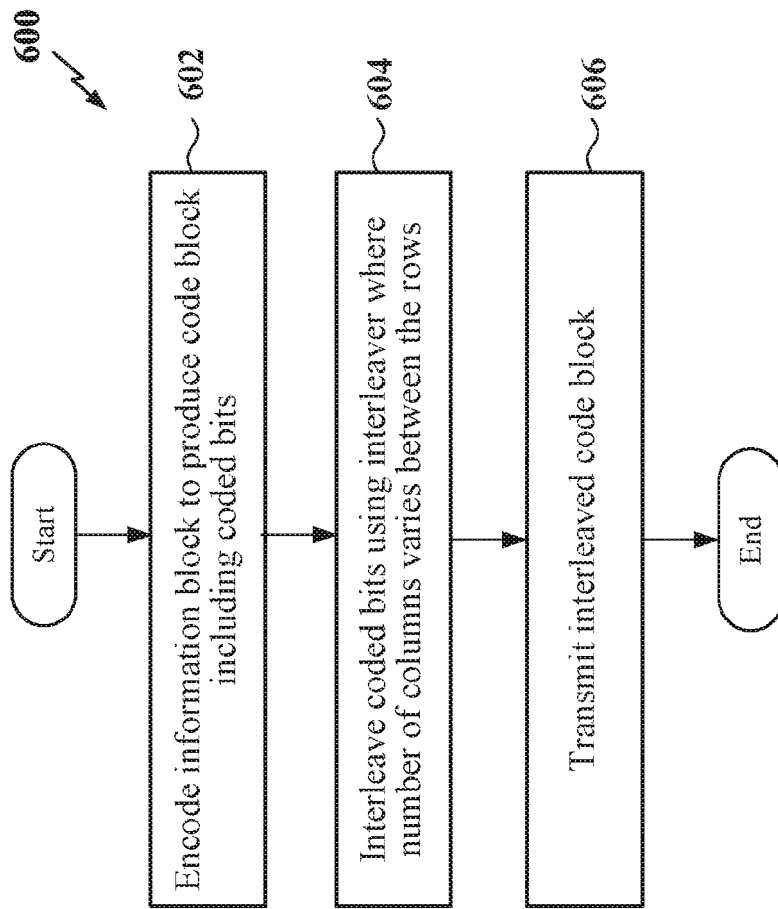 600
Start
Encode information block to produce code block
including coded bits
602
Interleave coded bits using interleaver where
number of columns varies between the rows
604
Transmit interleaved code block
606
End